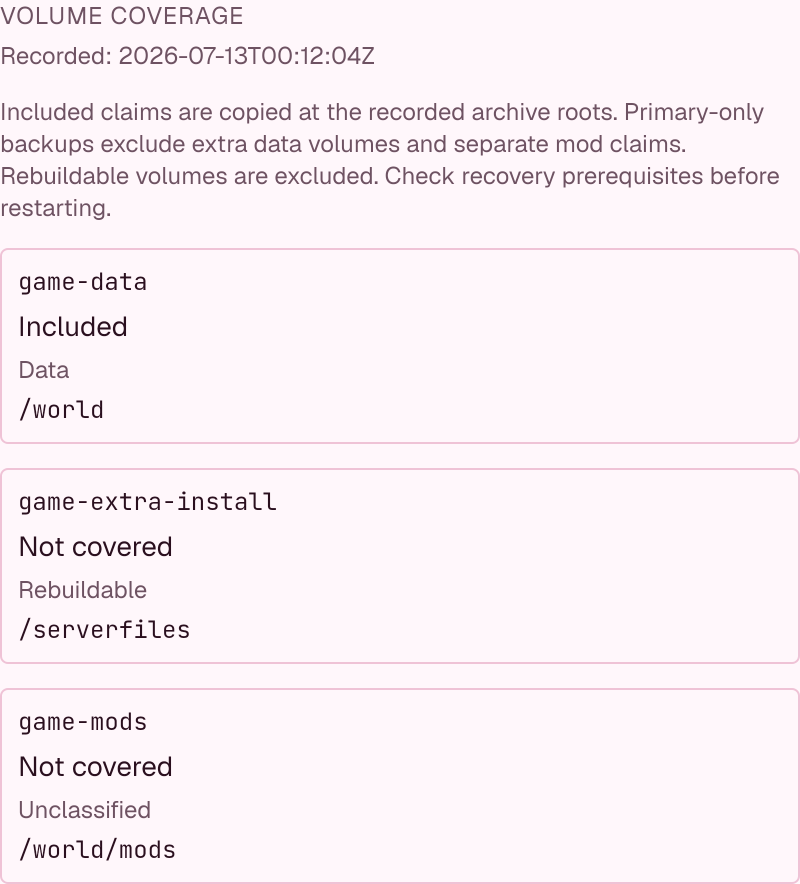 VOLUME COVERAGE
Recorded: 2026-07-13T00:12:04Z
Included claims are copied at the recorded archive roots. Primary-only
backups exclude extra data volumes and separate mod claims.
Rebuildable volumes are excluded. Check recovery prerequisites before
restarting.
game-data
Included
Data
/world
game-extra-install
Not covered
Rebuildable
/serverfiles
game-mods
Not covered
Unclassified
/world/mods